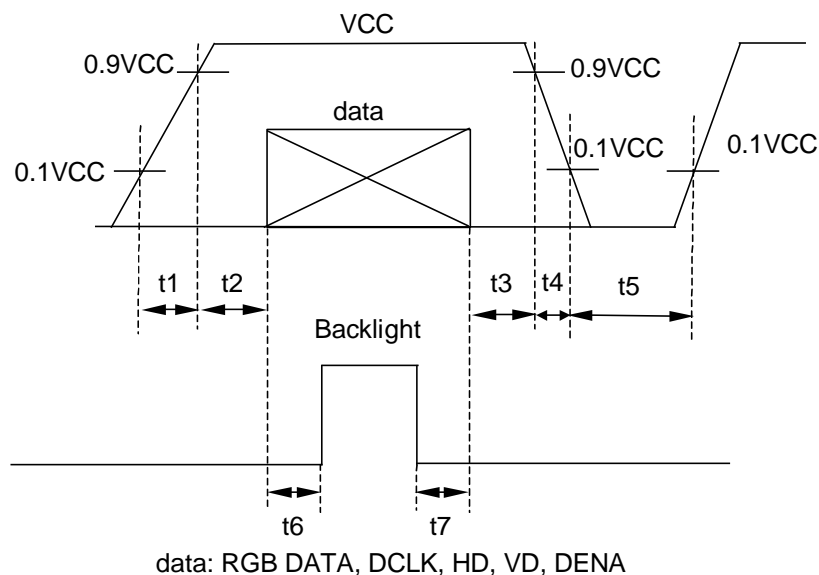 VCC
0.9VCC
0.9VCC
data
0.1VCC
0.1VCC
0.1VCC
t1
t2
t3
t4
t5
Backlight
t6
t7
data: RGB DATA, DCLK, HD, VD, DENA